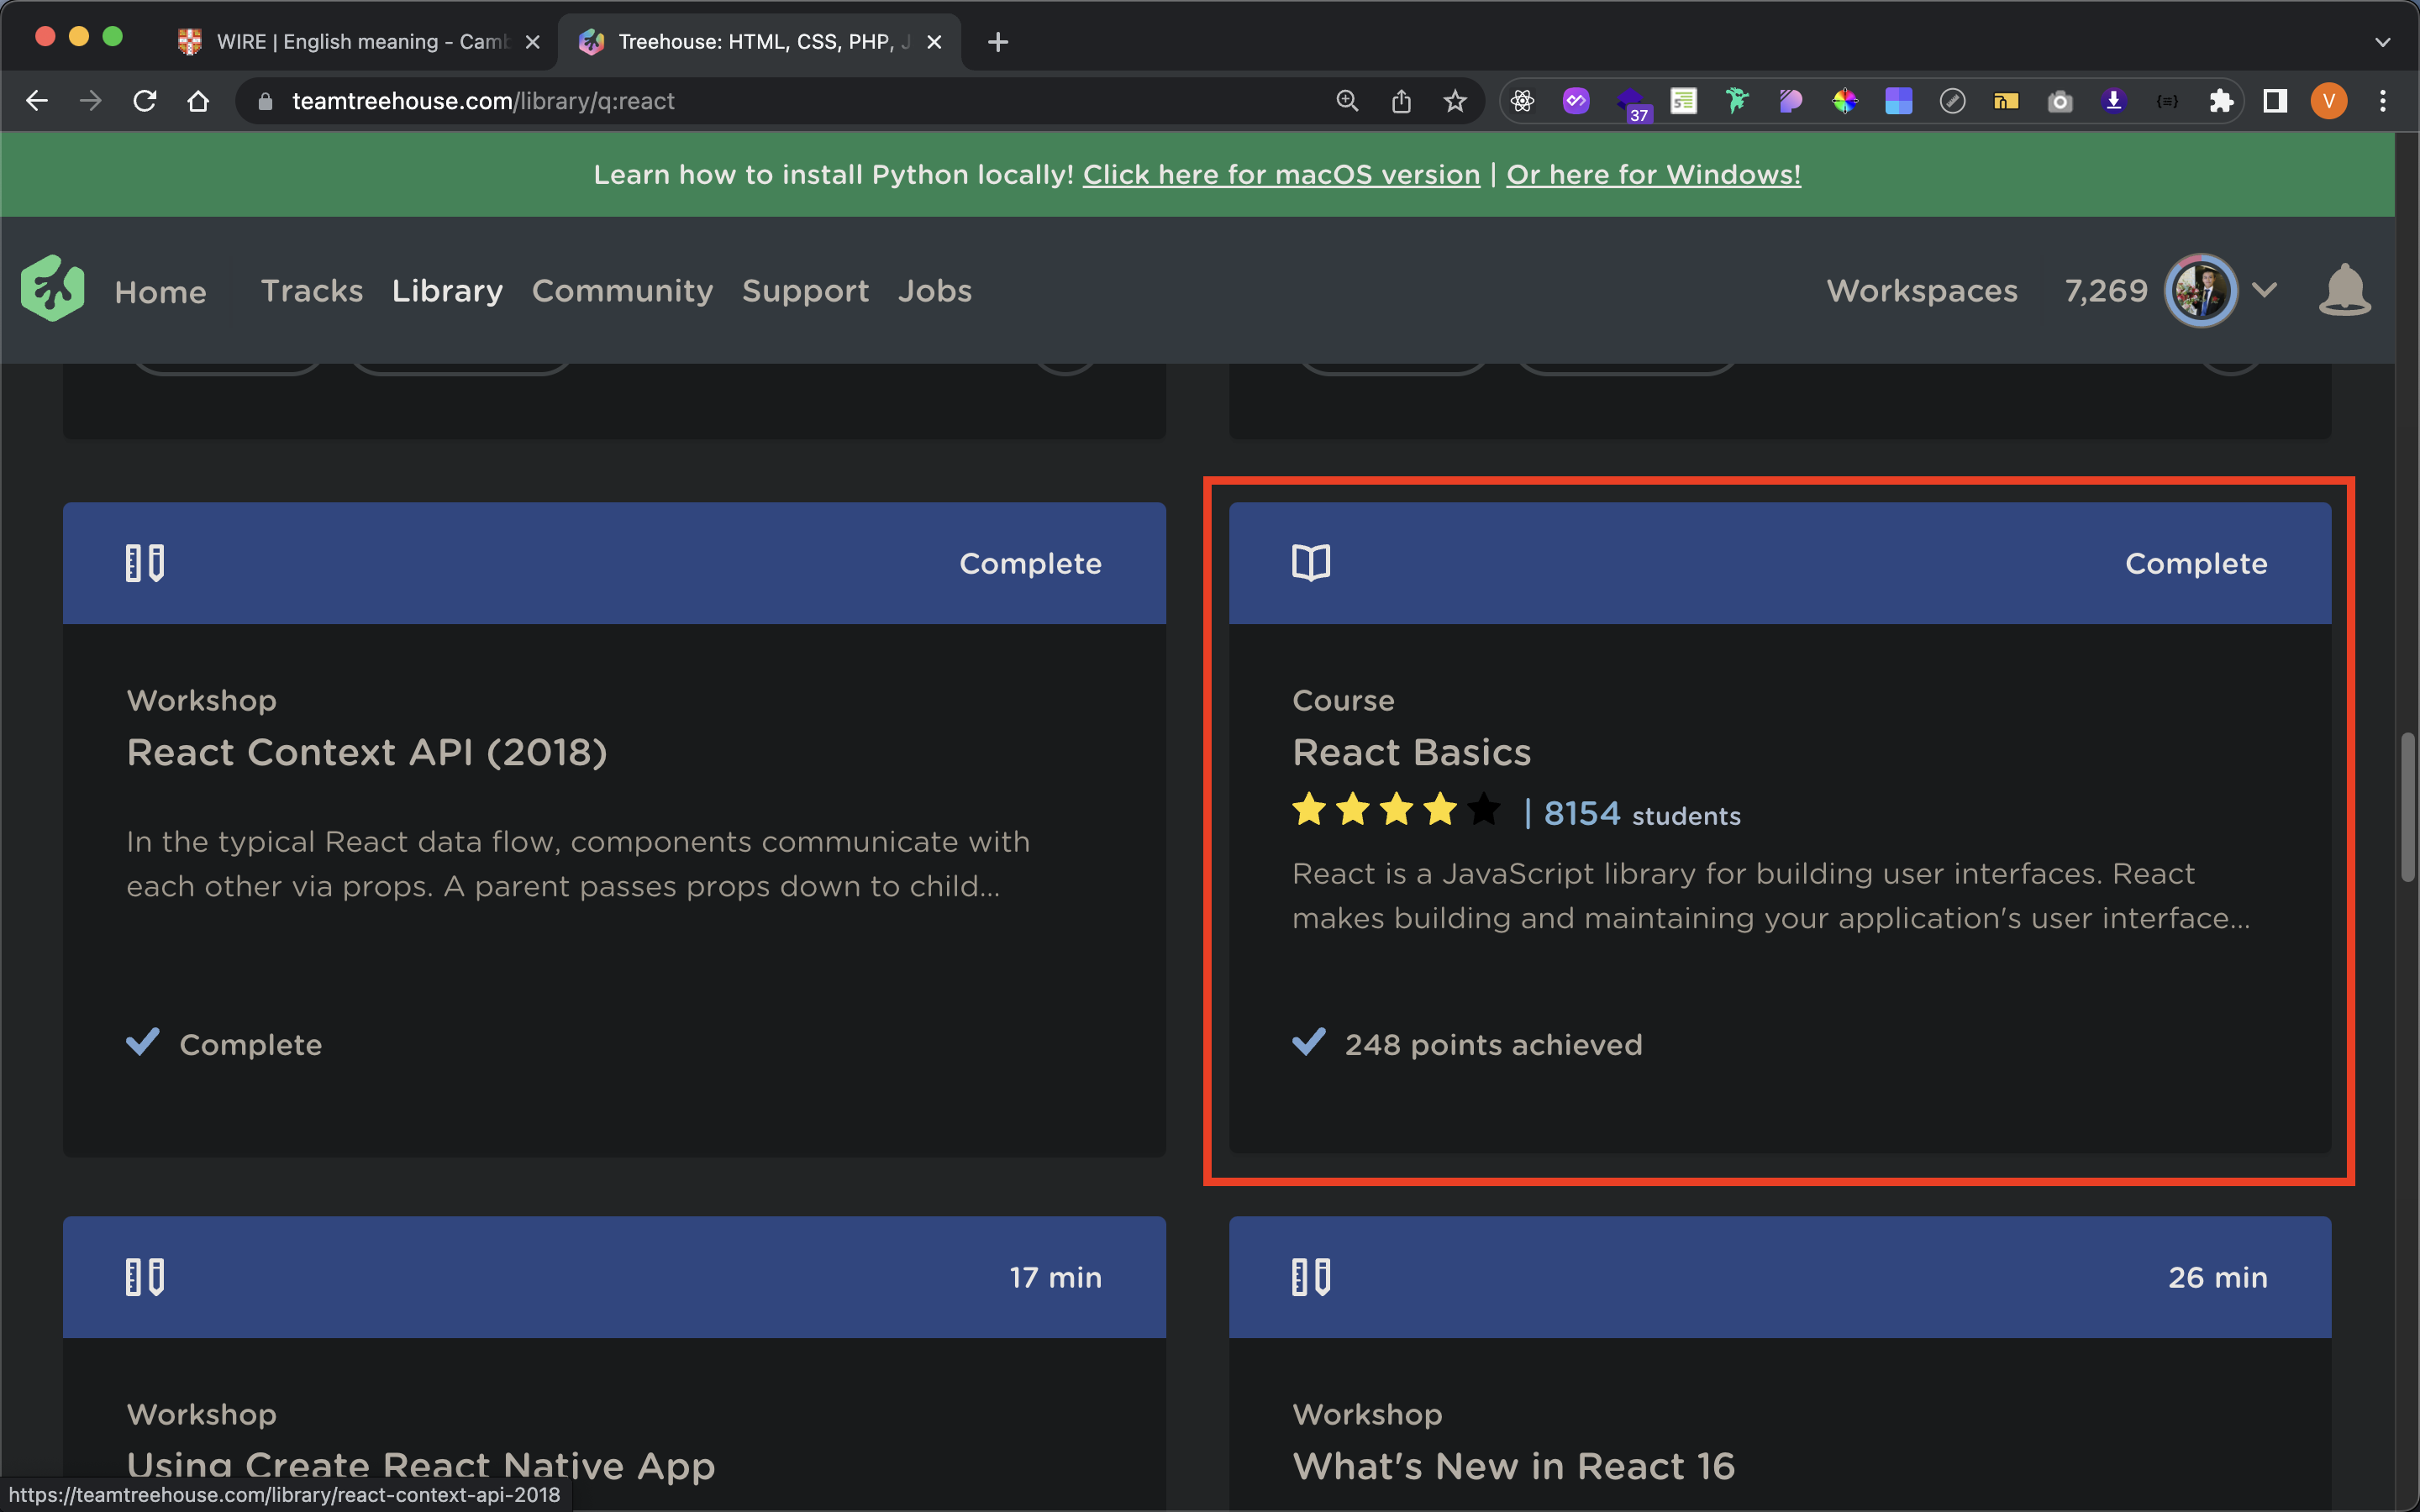 WIRE | English meaning - Camb
Treehouse: HTML, CSS, PHP, J
teamtreehouse.com/library/q:react
37
V
Learn how to install Python locally! Click here for macOS version | Or here for Windows!
Home Tracks Library Community Support Jobs Workspaces 7,269
Complete
Workshop
React Context API (2018)
In the typical React data flow, components communicate with
each other via props. A parent passes props down to child...
Complete
Complete
Course
React Basics
| 8154 students
React is a JavaScript library for building user interfaces. React
makes building and maintaining your application's user interface...
248 points achieved
17 min
Workshop
Using Create React Native App
26 min
Workshop
What's New in React 16
https://teamtreehouse.com/library/react-context-api-2018